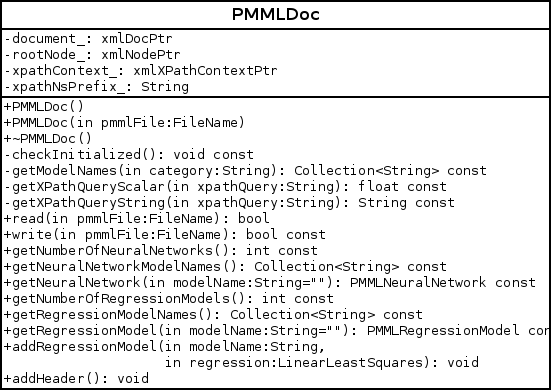 PMMLDoc
-document_: xmlDocPtr
-rootNode_: xmlNodePtr
-xpathContext_: xmlXPathContextPtr
-xpathNsPrefix_: String
+PMMLDoc()
+PMMLDoc(in pmmlFile:FileName)
+~PMMLDoc()
-checkInitialized(): void const
-getModelNames(in category:String): Collection<String> const
-getXPathQueryScalar(in xpathQuery:String): float const
-getXPathQueryString(in xpathQuery:String): String const
+read(in pmmlFile:FileName): bool
+write(in pmmlFile:FileName): bool const
+getNumberOfNeuralNetworks(): int const
+getNeuralNetworkModelNames(): Collection<String> const
+getNeuralNetwork(in modelName:String=""): PMMLNeuralNetwork const
+getNumberOfRegressionModels(): int const
+getRegressionModelNames(): Collection<String> const
+getRegressionModel(in modelName:String=""): PMMLRegressionModel con
+addRegressionModel(in modelName:String,
in regression:LinearLeastSquares): void
+addHeader(): void